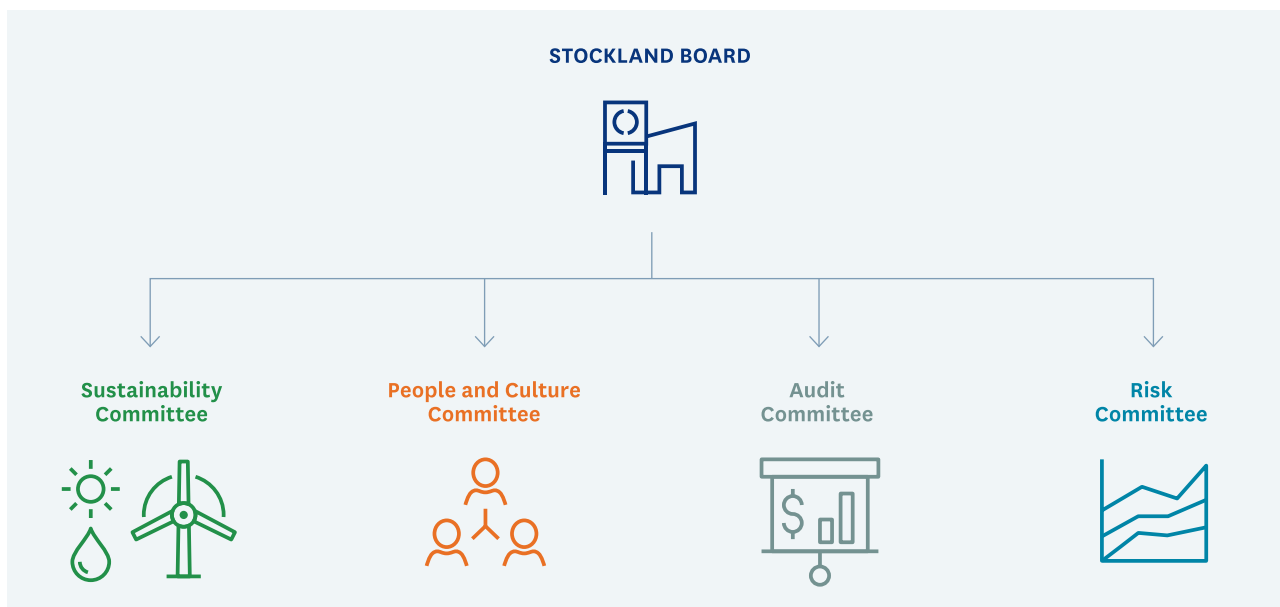 STOCKLAND BOARD
Sustainability
Committee
People and Culture
Committee
Audit
Committee
Risk
Committee
$